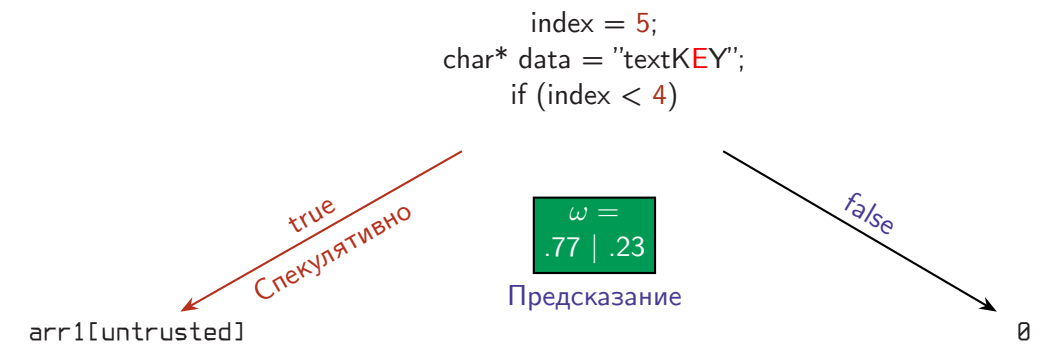 index = 5;
char* data = ”textKEY”;
if (index < 4)
true
Спекулятивно
ω =
.77 | .23
Предсказание
false
arr1[untrusted]
0